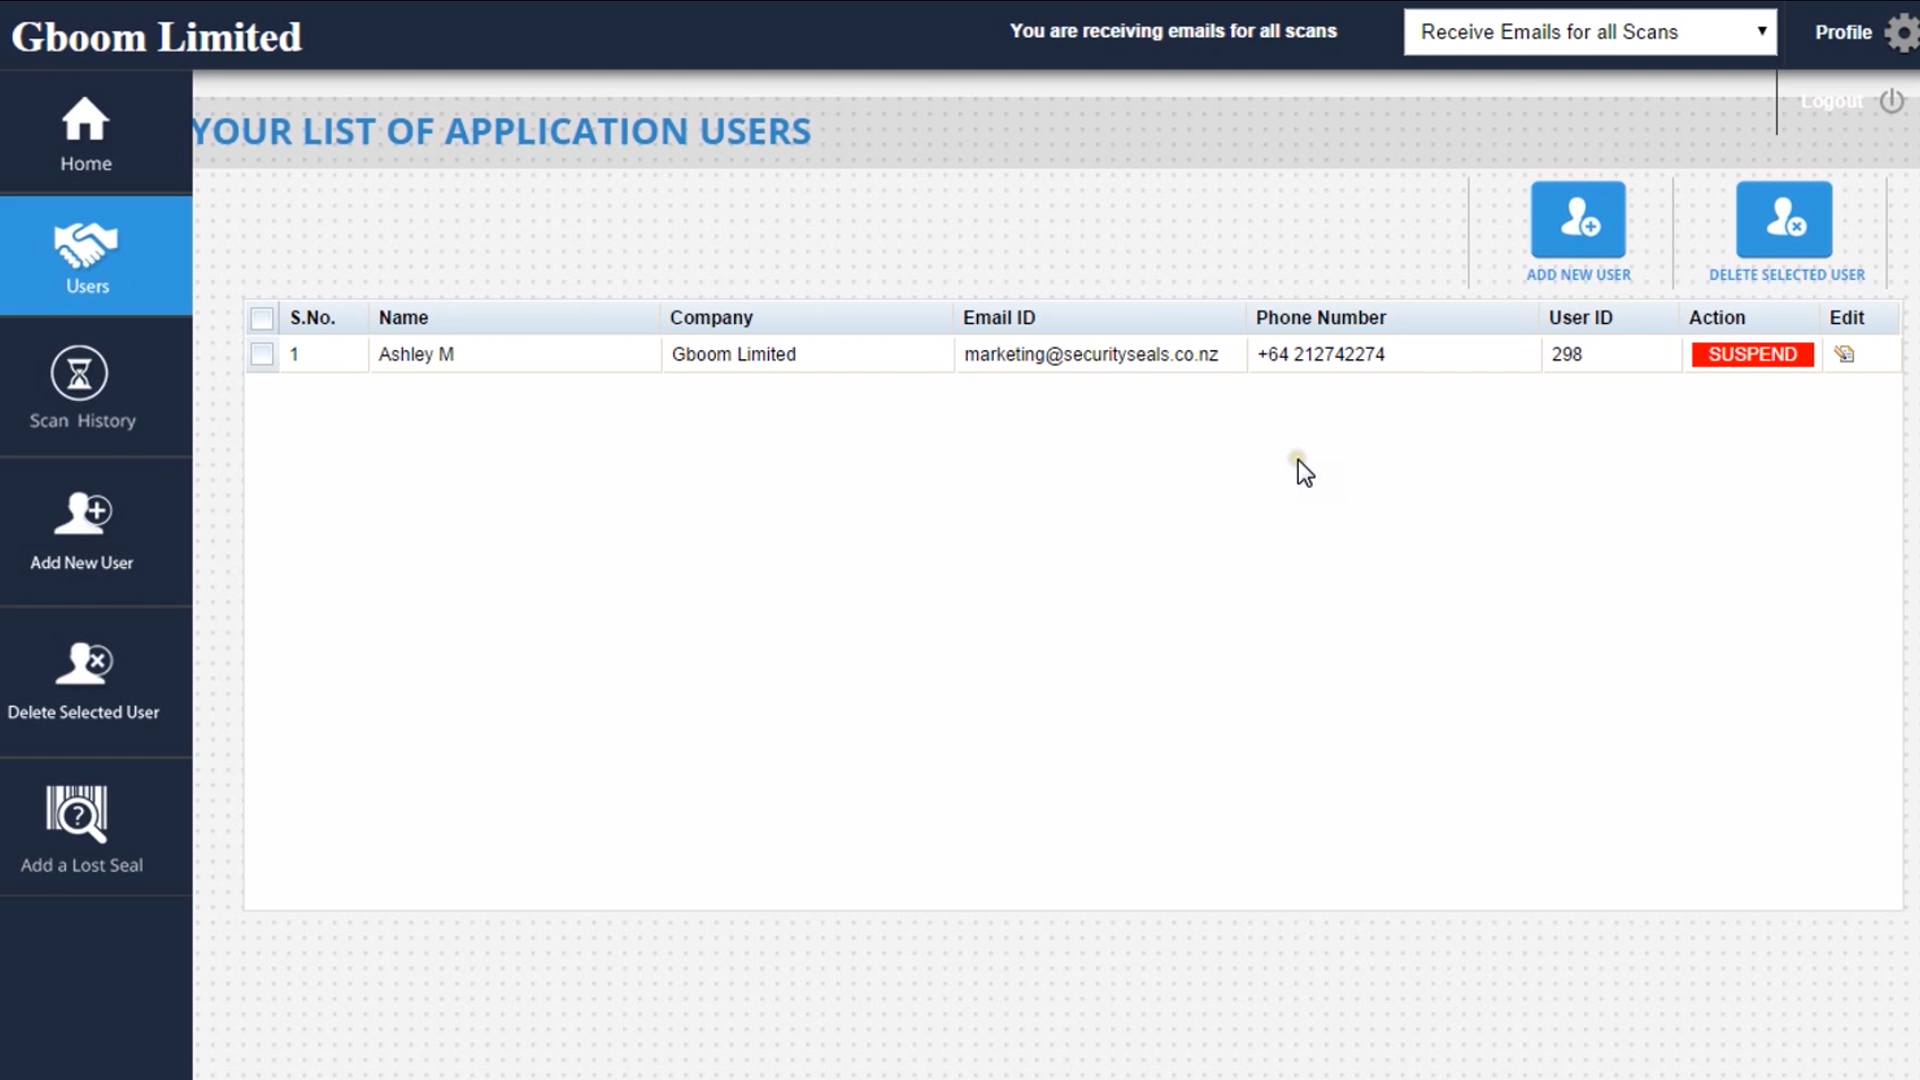 Gboom Limited
You are receiving emails for all scans
Receive Emails for all Scans
Profile
Logout
Home
YOUR LIST OF APPLICATION USERS
Users
ADD NEW USER
DELETE SELECTED USER
S.No. Name Company Email ID Phone Number User ID Action Edit
1 Ashley M Gboom Limited marketing@securityseals.co.nz +64 212742274 298 SUSPEND
Scan History
Add New User
Delete Selected User
?
Add a Lost Seal